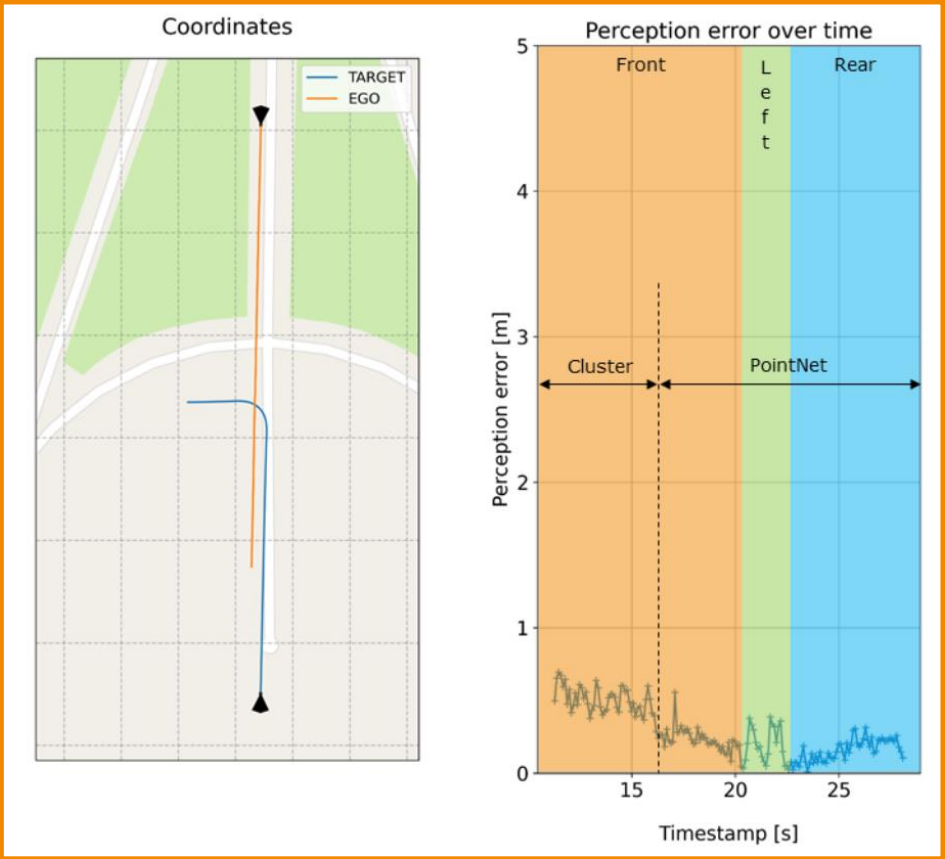 Coordinates
TARGET
EGO
Perception error over time
Front
L
e
f
t
Rear
Cluster
PointNet
Perception error [m]
5
4
3
2
1
0
15 20 25
Timestamp [s]